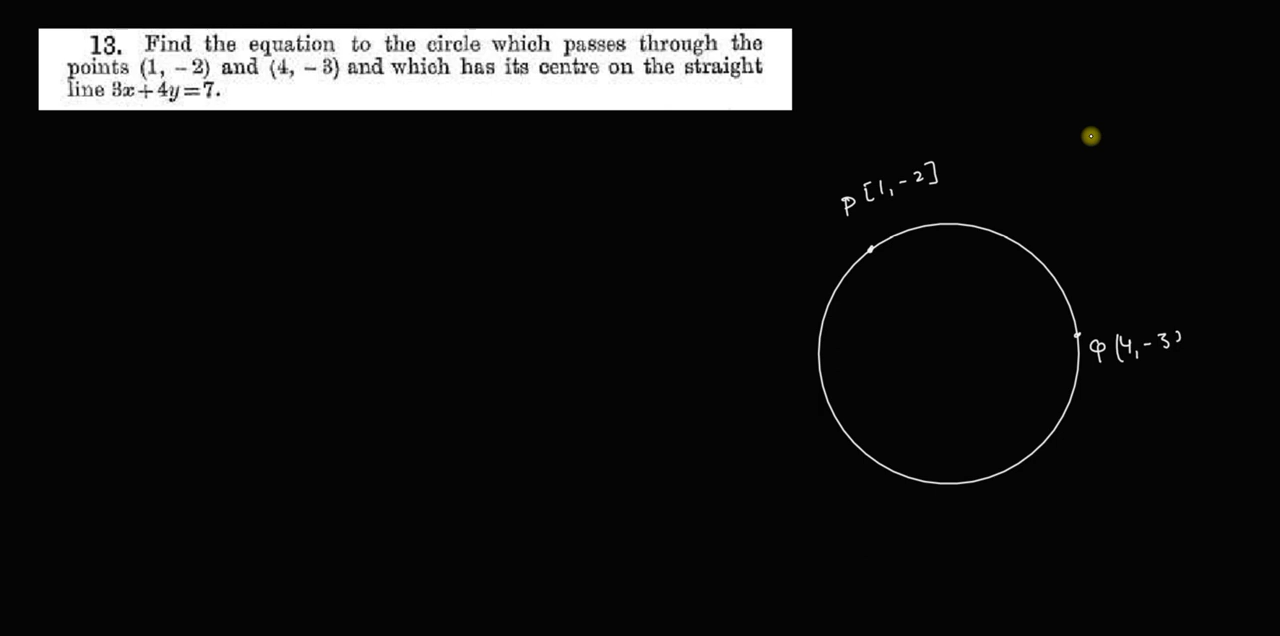 13. Find the equation to the circle which passes through the
points (1, – 2) and (4, – 3) and which has its centre on the straight
line 3x+4y=7.
P [1, -2]
Q (4, -3)